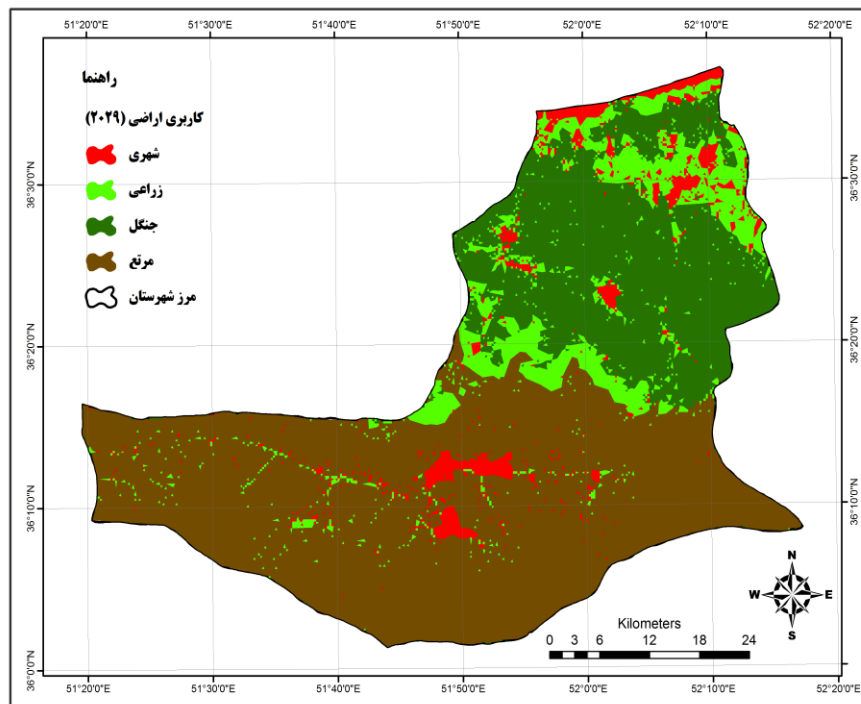 51°20'0"E 51°30'0"E 51°40'0"E 51°50'0"E 52°0'0"E 52°10'0"E 52°20'0"E
راهنما
کاربری اراضی (۲۰۲۹)
شهری
زراعی
جنگل
مرتع
مرز شهرستان
36°30'0"N 36°30'0"N
36°20'0"N 36°20'0"N
36°10'0"N 36°10'0"N
36°0'0"N 36°0'0"N
N
W E
S
Kilometers
0 3 6 12 18 24
51°20'0"E 51°30'0"E 51°40'0"E 51°50'0"E 52°0'0"E 52°10'0"E 52°20'0"E